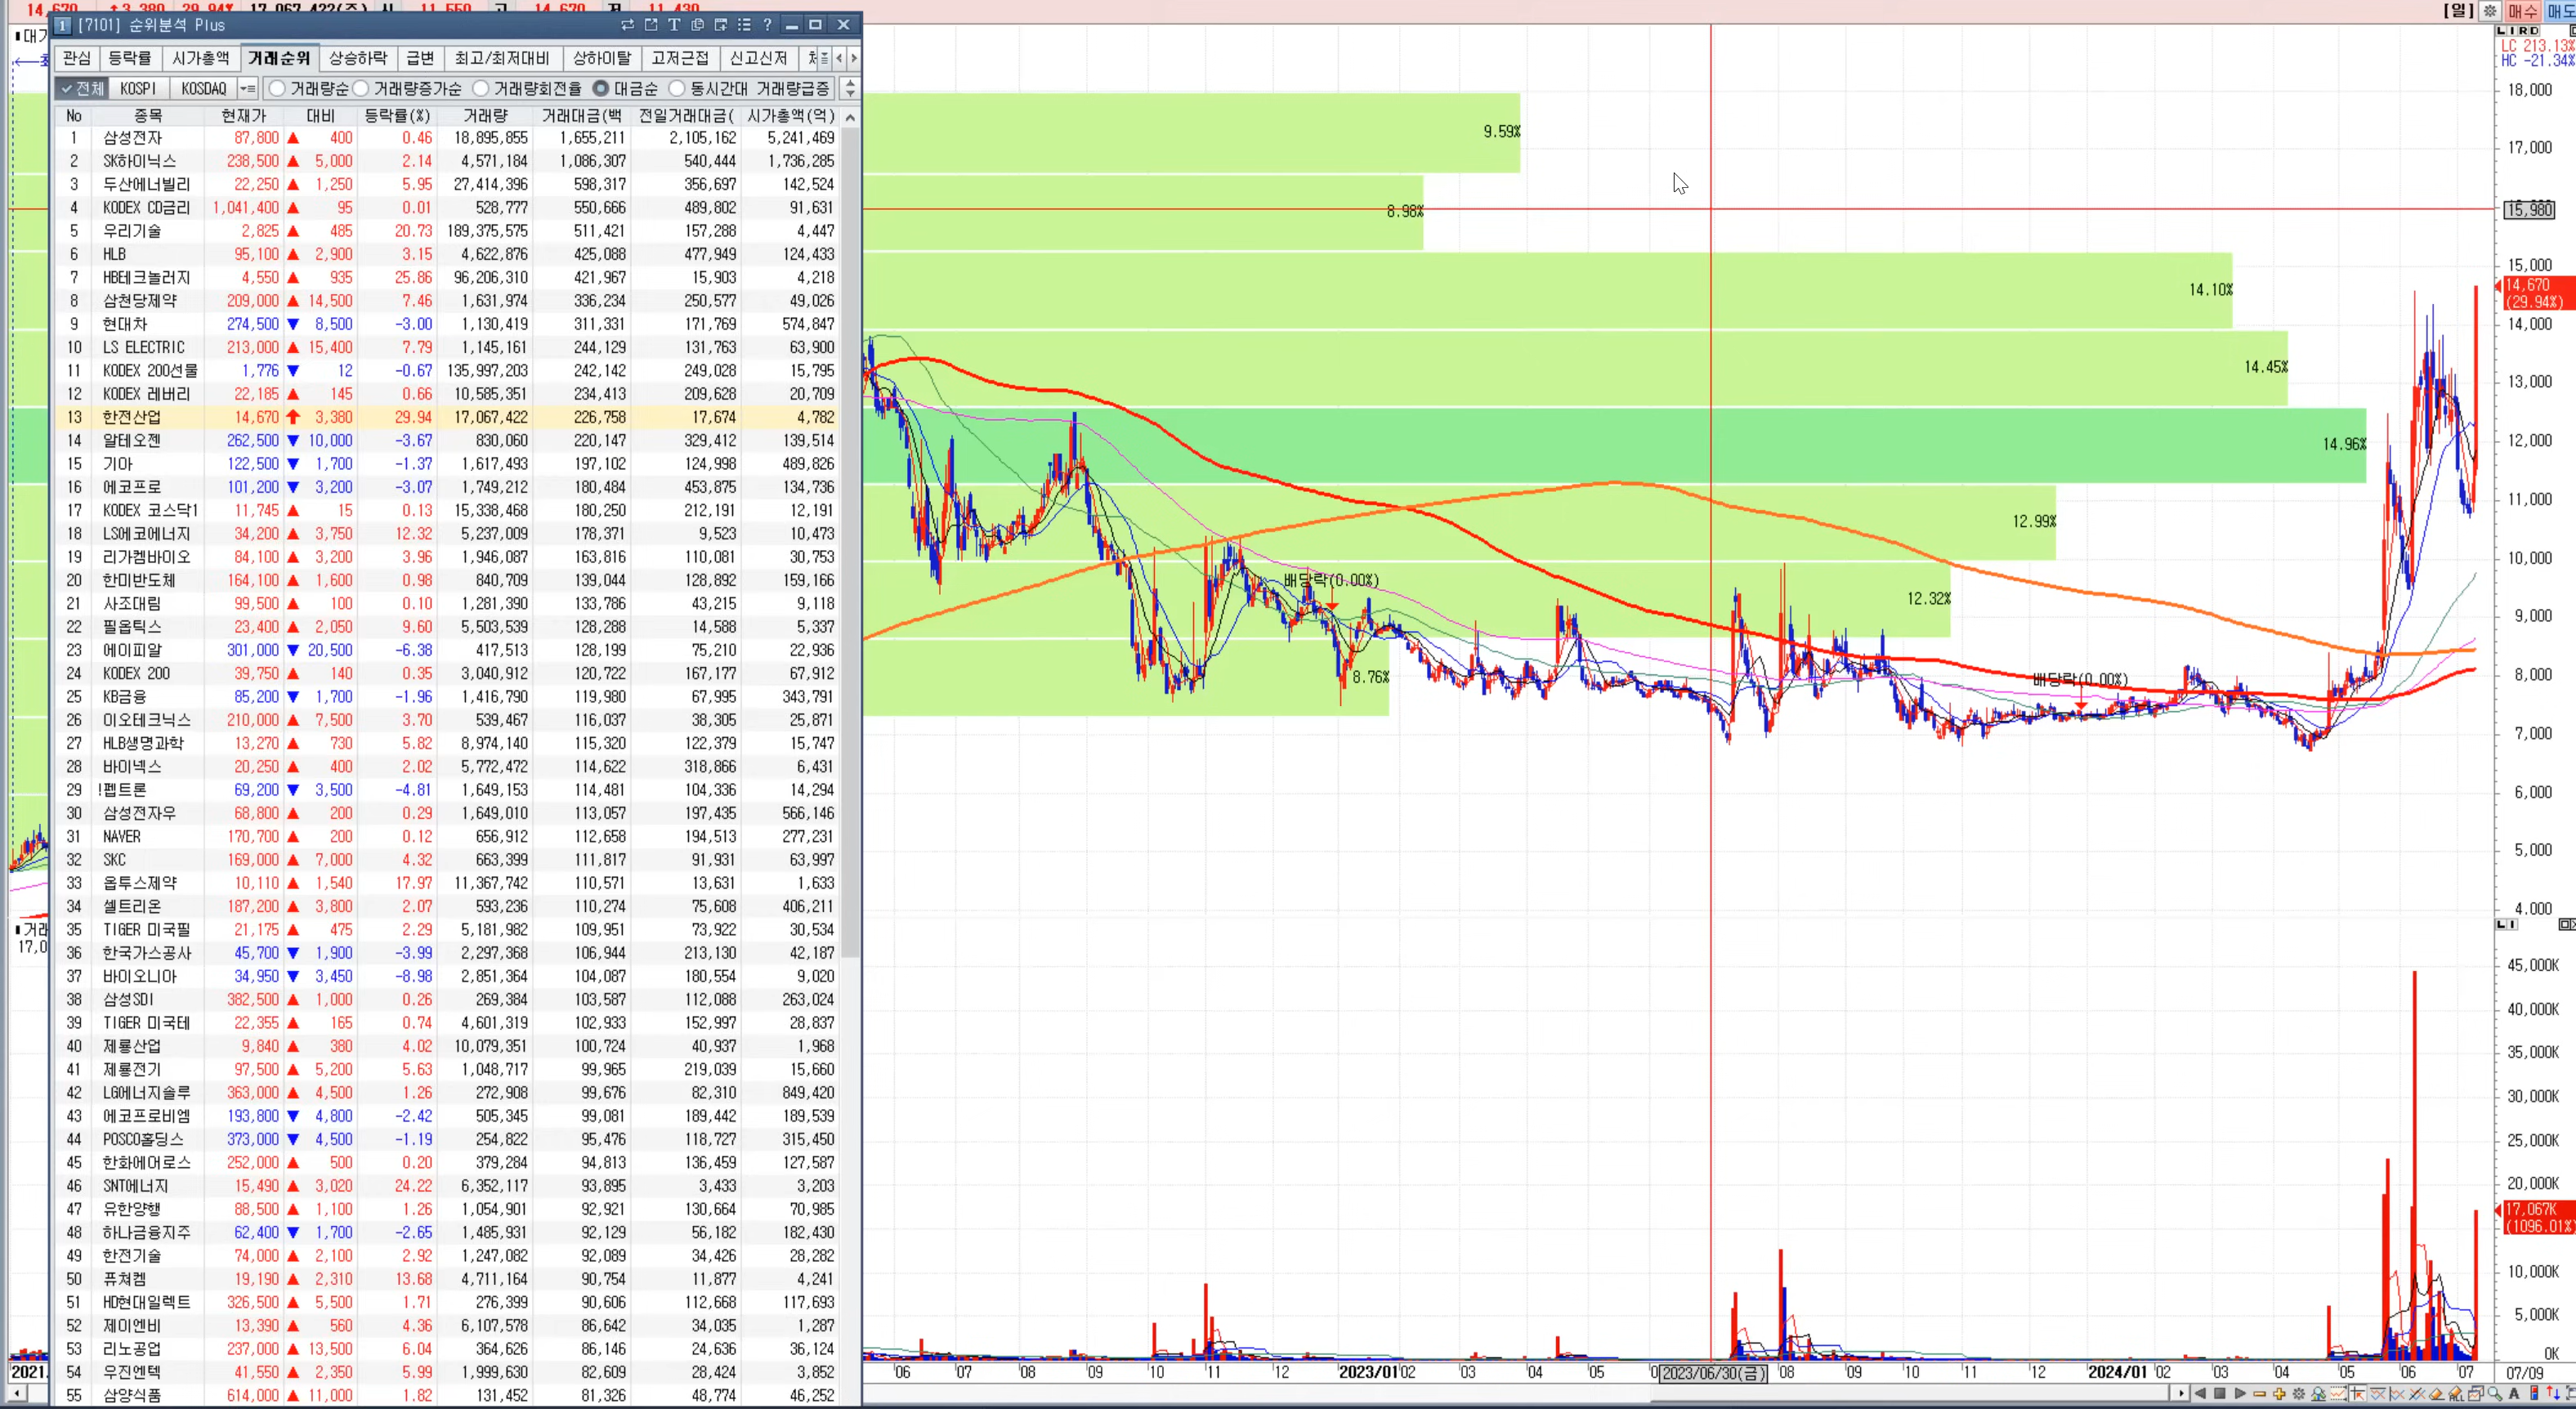 14,670 ↑3,380 29.94% 17,067,422(주) 시 11,550 고 14,670 저 11,430 [일] 매수 매도
1 [7101] 순위분석 Plus
관심 등락률 시가총액 거래순위 상승하락 급변 최고/최저대비 상하이탈 고저근접 신고신저
전체 KOSPI KOSDAQ 거래량순 거래량증가순 거래량회전율 대금순 동시간대 거래량급증
No 종목 현재가 대비 등락률(%) 거래량 거래대금(백 전일거래대금( 시가총액(억)
1 삼성전자 87,800 ▲ 400 0.46 18,895,855 1,655,211 2,105,162 5,241,469
2 SK하이닉스 238,500 ▲ 5,000 2.14 4,571,184 1,086,307 540,444 1,736,285
3 두산에너빌리 22,250 ▲ 1,250 5.95 27,414,396 598,317 356,697 142,524
4 KODEX CD금리 1,041,400 ▲ 95 0.01 528,777 550,666 489,802 91,631
5 우리기술 2,825 ▲ 485 20.73 189,375,575 511,421 157,288 4,447
6 HLB 95,100 ▲ 2,900 3.15 4,622,876 425,088 477,949 124,433
7 HB테크놀러지 4,550 ▲ 935 25.86 96,206,310 421,967 15,903 4,218
8 삼천당제약 209,000 ▲ 14,500 7.46 1,631,974 336,234 250,577 49,026
9 현대차 274,500 ▼ 8,500 -3.00 1,130,419 311,331 171,769 574,847
10 LS ELECTRIC 213,000 ▲ 15,400 7.79 1,145,161 244,129 131,763 63,900
11 KODEX 200선물 1,776 ▼ 12 -0.67 135,997,203 242,142 249,028 15,795
12 KODEX 레버리 22,185 ▲ 145 0.66 10,585,351 234,413 209,628 20,709
13 한전산업 14,670 ↑ 3,380 29.94 17,067,422 226,758 17,674 4,782
14 알테오젠 262,500 ▼ 10,000 -3.67 830,060 220,147 329,412 139,514
15 기아 122,500 ▼ 1,700 -1.37 1,617,493 197,102 124,998 489,826
16 에코프로 101,200 ▼ 3,200 -3.07 1,749,212 180,484 453,875 134,736
17 KODEX 코스닥1 11,745 ▲ 15 0.13 15,338,468 180,250 212,191 12,191
18 LS에코에너지 34,200 ▲ 3,750 12.32 5,237,009 178,371 9,523 10,473
19 리가켐바이오 84,100 ▲ 3,200 3.96 1,946,087 163,816 110,081 30,753
20 한미반도체 164,100 ▲ 1,600 0.98 840,709 139,044 128,892 159,166
21 사조대림 99,500 ▲ 100 0.10 1,281,390 133,786 43,215 9,118
22 필옵틱스 23,400 ▲ 2,050 9.60 5,503,539 128,288 14,588 5,337
23 에이피알 301,000 ▼ 20,500 -6.38 417,513 128,199 75,210 22,936
24 KODEX 200 39,750 ▲ 140 0.35 3,040,912 120,722 167,177 67,912
25 KB금융 85,200 ▼ 1,700 -1.96 1,416,790 119,980 67,995 343,791
26 이오테크닉스 210,000 ▲ 7,500 3.70 539,467 116,037 38,305 25,871
27 HLB생명과학 13,270 ▲ 730 5.82 8,974,140 115,320 122,379 15,747
28 바이넥스 20,250 ▲ 400 2.02 5,772,472 114,622 318,866 6,431
29 !펩트론 69,200 ▼ 3,500 -4.81 1,649,153 114,481 104,336 14,294
30 삼성전자우 68,800 ▲ 200 0.29 1,649,010 113,057 197,435 566,146
31 NAVER 170,700 ▲ 200 0.12 656,912 112,658 194,513 277,231
32 SKC 169,000 ▲ 7,000 4.32 663,399 111,817 91,931 63,997
33 옵투스제약 10,110 ▲ 1,540 17.97 11,367,742 110,571 13,631 1,633
34 셀트리온 187,200 ▲ 3,800 2.07 593,236 110,274 75,608 406,211
35 TIGER 미국필 21,175 ▲ 475 2.29 5,181,982 109,951 73,922 30,534
36 한국가스공사 45,700 ▼ 1,900 -3.99 2,297,368 106,944 213,130 42,187
37 바이오니아 34,950 ▼ 3,450 -8.98 2,851,364 104,087 180,554 9,020
38 삼성SDI 382,500 ▲ 1,000 0.26 269,384 103,587 112,088 263,024
39 TIGER 미국테 22,355 ▲ 165 0.74 4,601,319 102,933 152,997 28,837
40 제룡산업 9,840 ▲ 380 4.02 10,079,351 100,724 40,937 1,968
41 제룡전기 97,500 ▲ 5,200 5.63 1,048,717 99,965 219,039 15,660
42 LG에너지솔루 363,000 ▲ 4,500 1.26 272,908 99,676 82,310 849,420
43 에코프로비엠 193,800 ▼ 4,800 -2.42 505,345 99,081 189,442 189,539
44 POSCO홀딩스 373,000 ▼ 4,500 -1.19 254,822 95,476 118,727 315,450
45 한화에어로스 252,000 ▲ 500 0.20 379,284 94,813 136,459 127,587
46 SNT에너지 15,490 ▲ 3,020 24.22 6,352,117 93,895 3,433 3,203
47 유한양행 88,500 ▲ 1,100 1.26 1,054,901 92,921 130,664 70,985
48 하나금융지주 62,400 ▼ 1,700 -2.65 1,485,931 92,129 56,182 182,430
49 한전기술 74,000 ▲ 2,100 2.92 1,247,082 92,089 34,426 28,282
50 퓨쳐켐 19,190 ▲ 2,310 13.68 4,711,164 90,754 11,877 4,241
51 HD현대일렉트 326,500 ▲ 5,500 1.71 276,399 90,606 112,668 117,693
52 제이엔비 13,390 ▲ 560 4.36 6,107,578 86,642 34,035 1,287
53 리노공업 237,000 ▲ 13,500 6.04 364,626 86,146 24,636 36,124
54 우진엔텍 41,550 ▲ 2,350 5.99 1,999,630 82,609 28,424 3,852
55 삼양식품 614,000 ▲ 11,000 1.82 131,452 81,326 48,774 46,252
17,0
2021.
9.59%
8.98%
14.10%
14.45%
14.96%
12.99%
12.32%
8.76%
배당락(0.00%)
배당락(0.00%)
L I R D
LC 213.13%
HC -21.34%
18,000
17,000
15,980
15,000
14,670
(29.94%)
14,000
13,000
12,000
11,000
10,000
9,000
8,000
7,000
6,000
5,000
4.000
L I
45,000K
40,000K
35,000K
30,000K
25,000K
20,000K
17,067K
(1096.01%)
10,000K
5,000K
0K
06 07 08 09 10 11 12 2023/01 02 03 04 05 2023/06/30(금) 08 09 10 11 12 2024/01 02 03 04 05 06 07 07/09